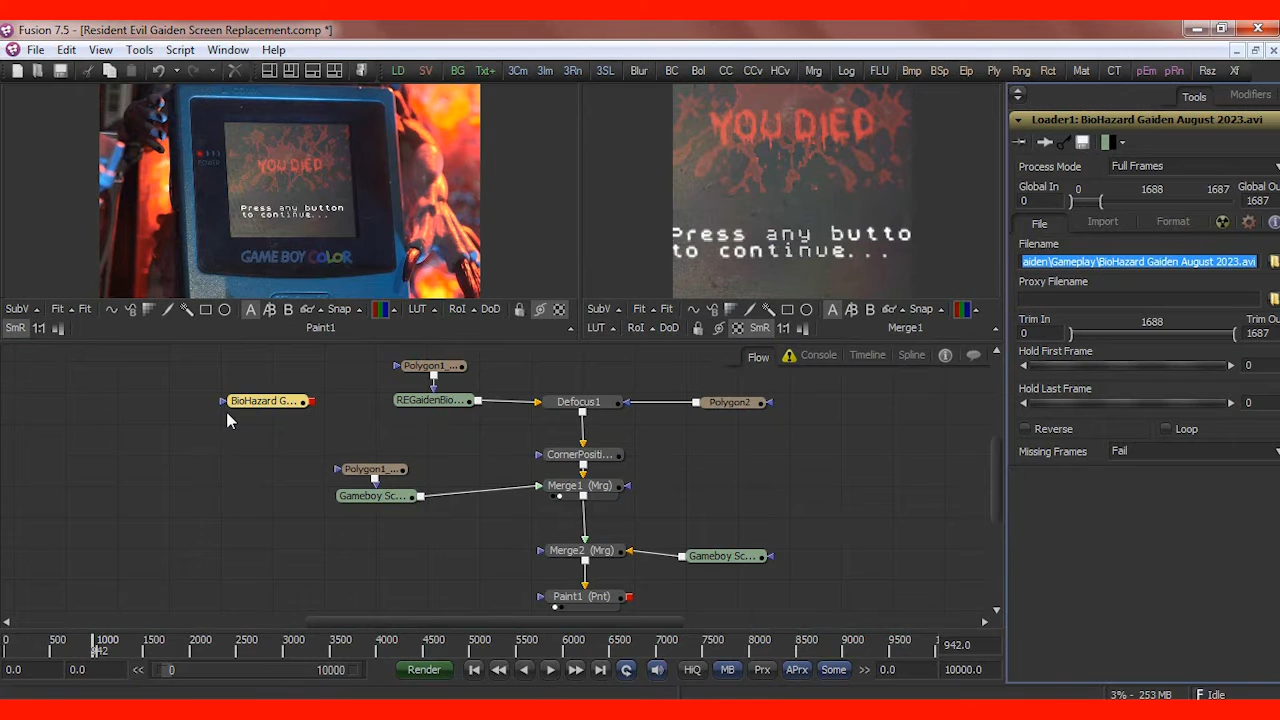 Fusion 7.5 - [Resident Evil Gaiden Screen Replacement.comp *]
File Edit View Tools Script Window Help
LD SV BG Txt+ 3Cm 3Im 3Rn 3SL Blur BC Bol CC CCv HCv Mrg Log FLU Bmp BSp Elp Ply Rng Rct Mat CT pEm pRn Rsz Xf
Tools Modifiers
Loader1: BioHazard Gaiden August 2023.avi
Process Mode Full Frames
Global In 0 1688 1687 Global Ou
0 1687
File Import Format
Filename
aiden\Gameplay\BioHazard Gaiden August 2023.avi
Proxy Filename
Trim In 1688 Trim Ou
0 1687
Hold First Frame
0
Hold Last Frame
0
Reverse Loop
Missing Frames Fail
POWER
YOU DIED
Press any button
to continue...
GAME BOY COLOR
YOU DIED
Press any butto
to continue...
SubV Fit Fit A B Snap LUT RoI DoD
SmR 1:1 Paint1
SubV Fit Fit A B Snap
LUT RoI DoD SmR 1:1 Merge1
Flow Console Timeline Spline
Polygon1_...
BioHazard G...
REGaidenBio...
Defocus1
Polygon2
CornerPositi...
Polygon1_...
Gameboy Sc...
Merge1 (Mrg)
Merge2 (Mrg)
Gameboy Sc...
Paint1 (Pnt)
0 500 1000 1500 2000 2500 3000 3500 4000 4500 5000 5500 6000 6500 7000 7500 8000 8500 9000 9500
942 942.0
0.0 0.0 << 0 10000 Render HiQ MB Prx APrx Some >> 0.0 10000.0
3% - 253 MB Idle